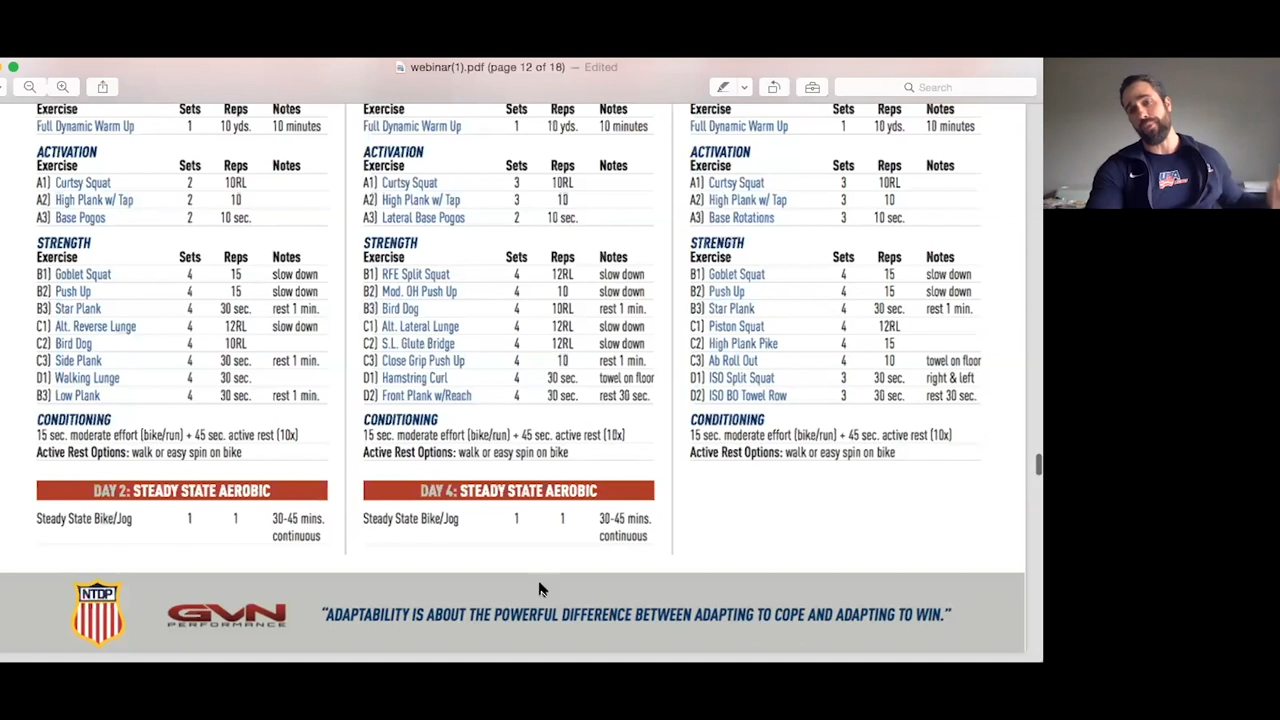 webinar(1).pdf (page 12 of 18) — Edited
Search
Exercise Sets Reps Notes
Full Dynamic Warm Up 1 10 yds. 10 minutes
ACTIVATION
Exercise Sets Reps Notes
A1) Curtsy Squat 2 10RL
A2) High Plank w/ Tap 2 10
A3) Base Pogos 2 10 sec.
STRENGTH
Exercise Sets Reps Notes
B1) Goblet Squat 4 15 slow down
B2) Push Up 4 15 slow down
B3) Star Plank 4 30 sec. rest 1 min.
C1) Alt. Reverse Lunge 4 12RL slow down
C2) Bird Dog 4 10RL
C3) Side Plank 4 30 sec. rest 1 min.
D1) Walking Lunge 4 30 sec.
B3) Low Plank 4 30 sec. rest 1 min.
CONDITIONING
15 sec. moderate effort (bike/run) + 45 sec. active rest (10x)
Active Rest Options: walk or easy spin on bike
DAY 2: STEADY STATE AEROBIC
Steady State Bike/Jog 1 1 30-45 mins.
continuous
Exercise Sets Reps Notes
Full Dynamic Warm Up 1 10 yds. 10 minutes
ACTIVATION
Exercise Sets Reps Notes
A1) Curtsy Squat 3 10RL
A2) High Plank w/ Tap 3 10
A3) Lateral Base Pogos 2 10 sec.
STRENGTH
Exercise Sets Reps Notes
B1) RFE Split Squat 4 12RL slow down
B2) Mod. OH Push Up 4 10 slow down
B3) Bird Dog 4 10RL rest 1 min.
C1) Alt. Lateral Lunge 4 12RL slow down
C2) S.L. Glute Bridge 4 12RL slow down
C3) Close Grip Push Up 4 10 rest 1 min.
D1) Hamstring Curl 4 30 sec. towel on floor
D2) Front Plank w/Reach 4 30 sec. rest 30 sec.
CONDITIONING
15 sec. moderate effort (bike/run) + 45 sec. active rest (10x)
Active Rest Options: walk or easy spin on bike
DAY 4: STEADY STATE AEROBIC
Steady State Bike/Jog 1 1 30-45 mins.
continuous
Exercise Sets Reps Notes
Full Dynamic Warm Up 1 10 yds. 10 minutes
ACTIVATION
Exercise Sets Reps Notes
A1) Curtsy Squat 3 10RL
A2) High Plank w/ Tap 3 10
A3) Base Rotations 3 10 sec.
STRENGTH
Exercise Sets Reps Notes
B1) Goblet Squat 4 15 slow down
B2) Push Up 4 15 slow down
B3) Star Plank 4 30 sec. rest 1 min.
C1) Piston Squat 4 12RL
C2) High Plank Pike 4 15
C3) Ab Roll Out 4 10 towel on floor
D1) ISO Split Squat 3 30 sec. right & left
D2) ISO BO Towel Row 3 30 sec. rest 30 sec.
CONDITIONING
15 sec. moderate effort (bike/run) + 45 sec. active rest (10x)
Active Rest Options: walk or easy spin on bike
NTDP
GVN
PERFORMANCE
"ADAPTABILITY IS ABOUT THE POWERFUL DIFFERENCE BETWEEN ADAPTING TO COPE AND ADAPTING TO WIN."
USA